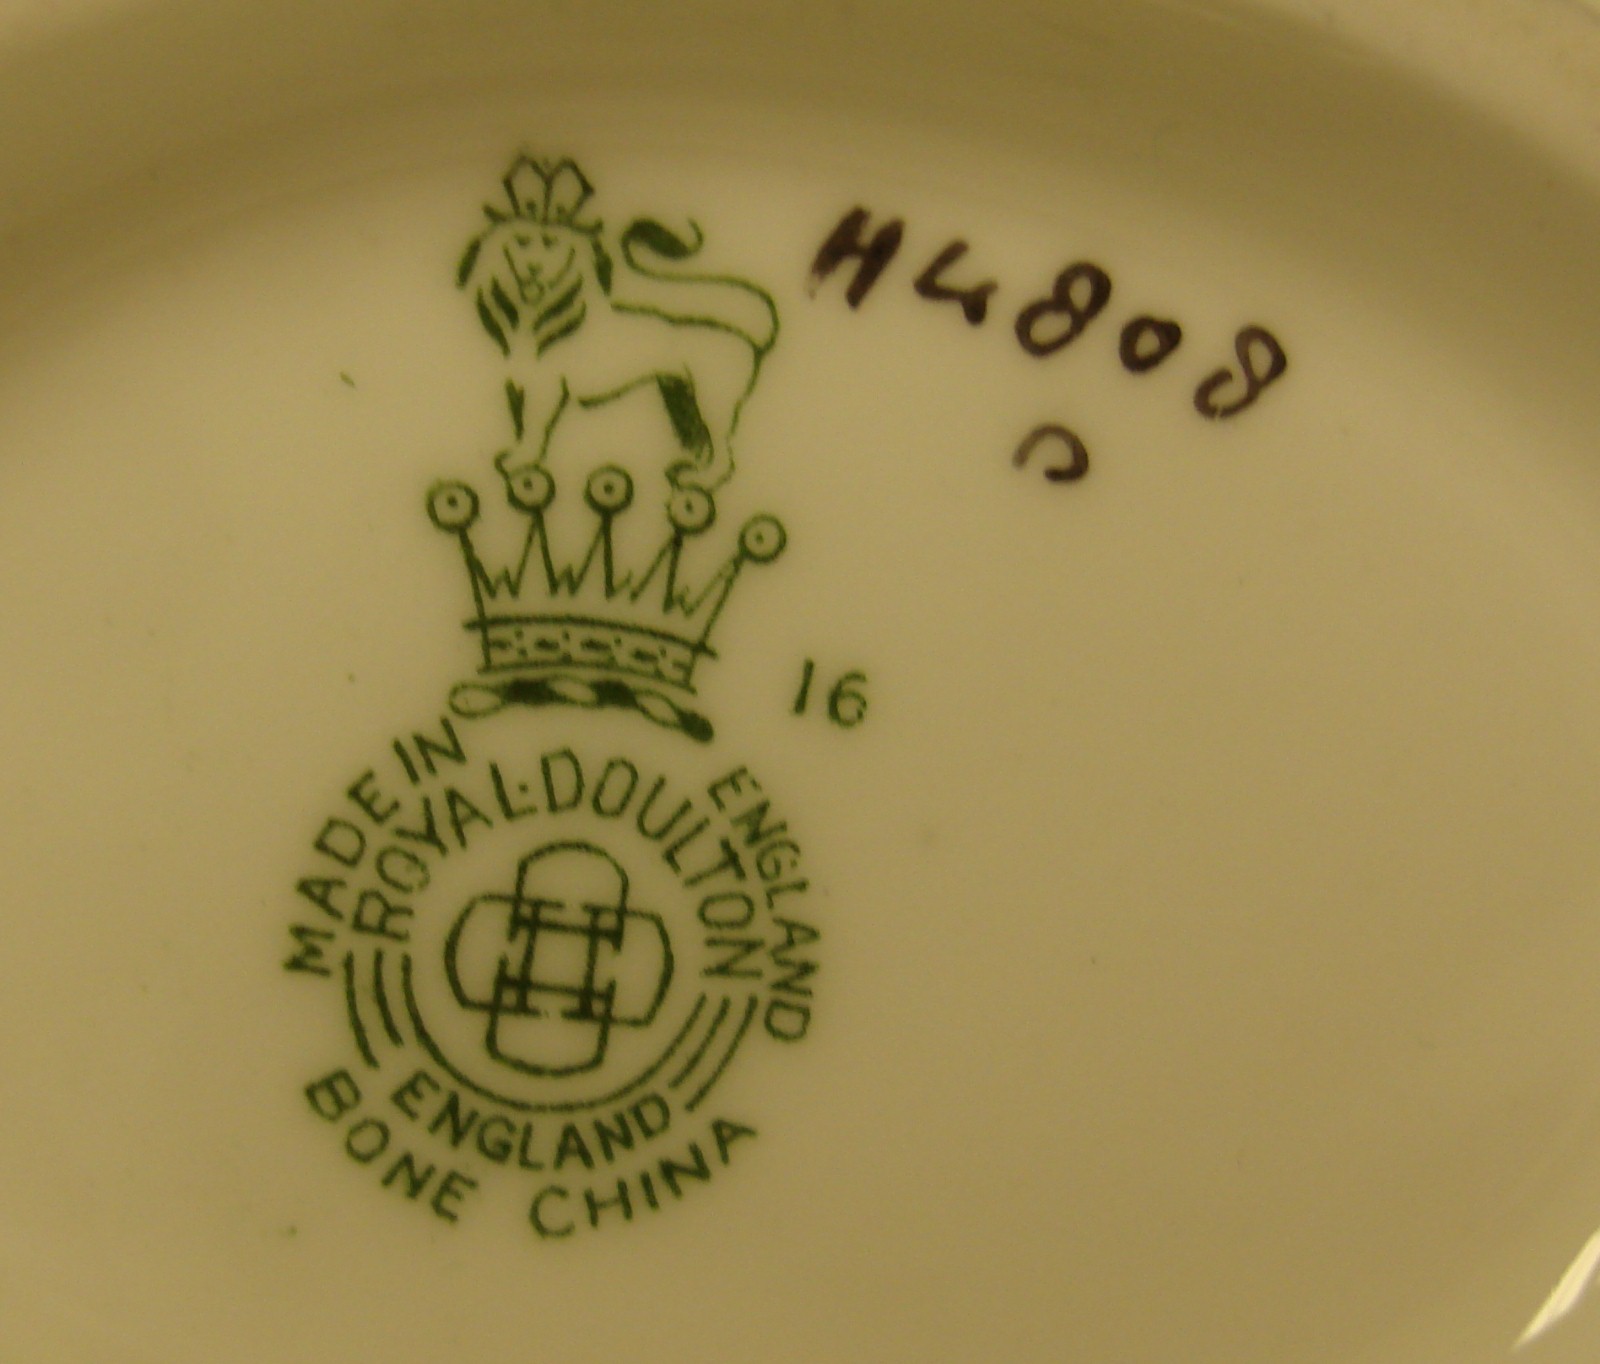 H4808
16
MADE IN ENGLAND
ROYAL·DOULTON
ENGLAND
BONE CHINA